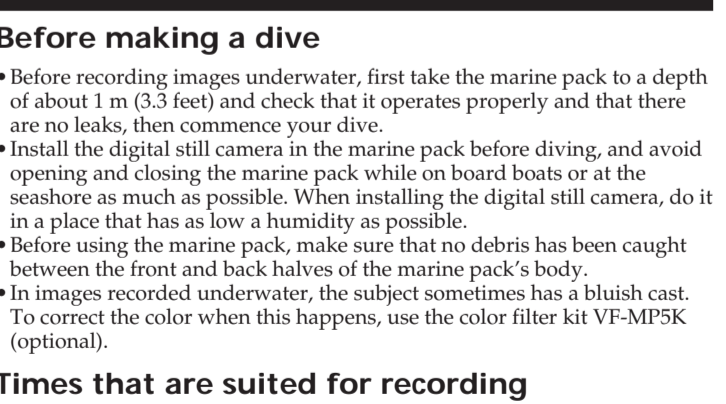 Before making a dive
• Before recording images underwater, first take the marine pack to a depth
of about 1 m (3.3 feet) and check that it operates properly and that there
are no leaks, then commence your dive.
• Install the digital still camera in the marine pack before diving, and avoid
opening and closing the marine pack while on board boats or at the
seashore as much as possible. When installing the digital still camera, do it
in a place that has as low a humidity as possible.
• Before using the marine pack, make sure that no debris has been caught
between the front and back halves of the marine pack’s body.
• In images recorded underwater, the subject sometimes has a bluish cast.
To correct the color when this happens, use the color filter kit VF-MP5K
(optional).
Times that are suited for recording